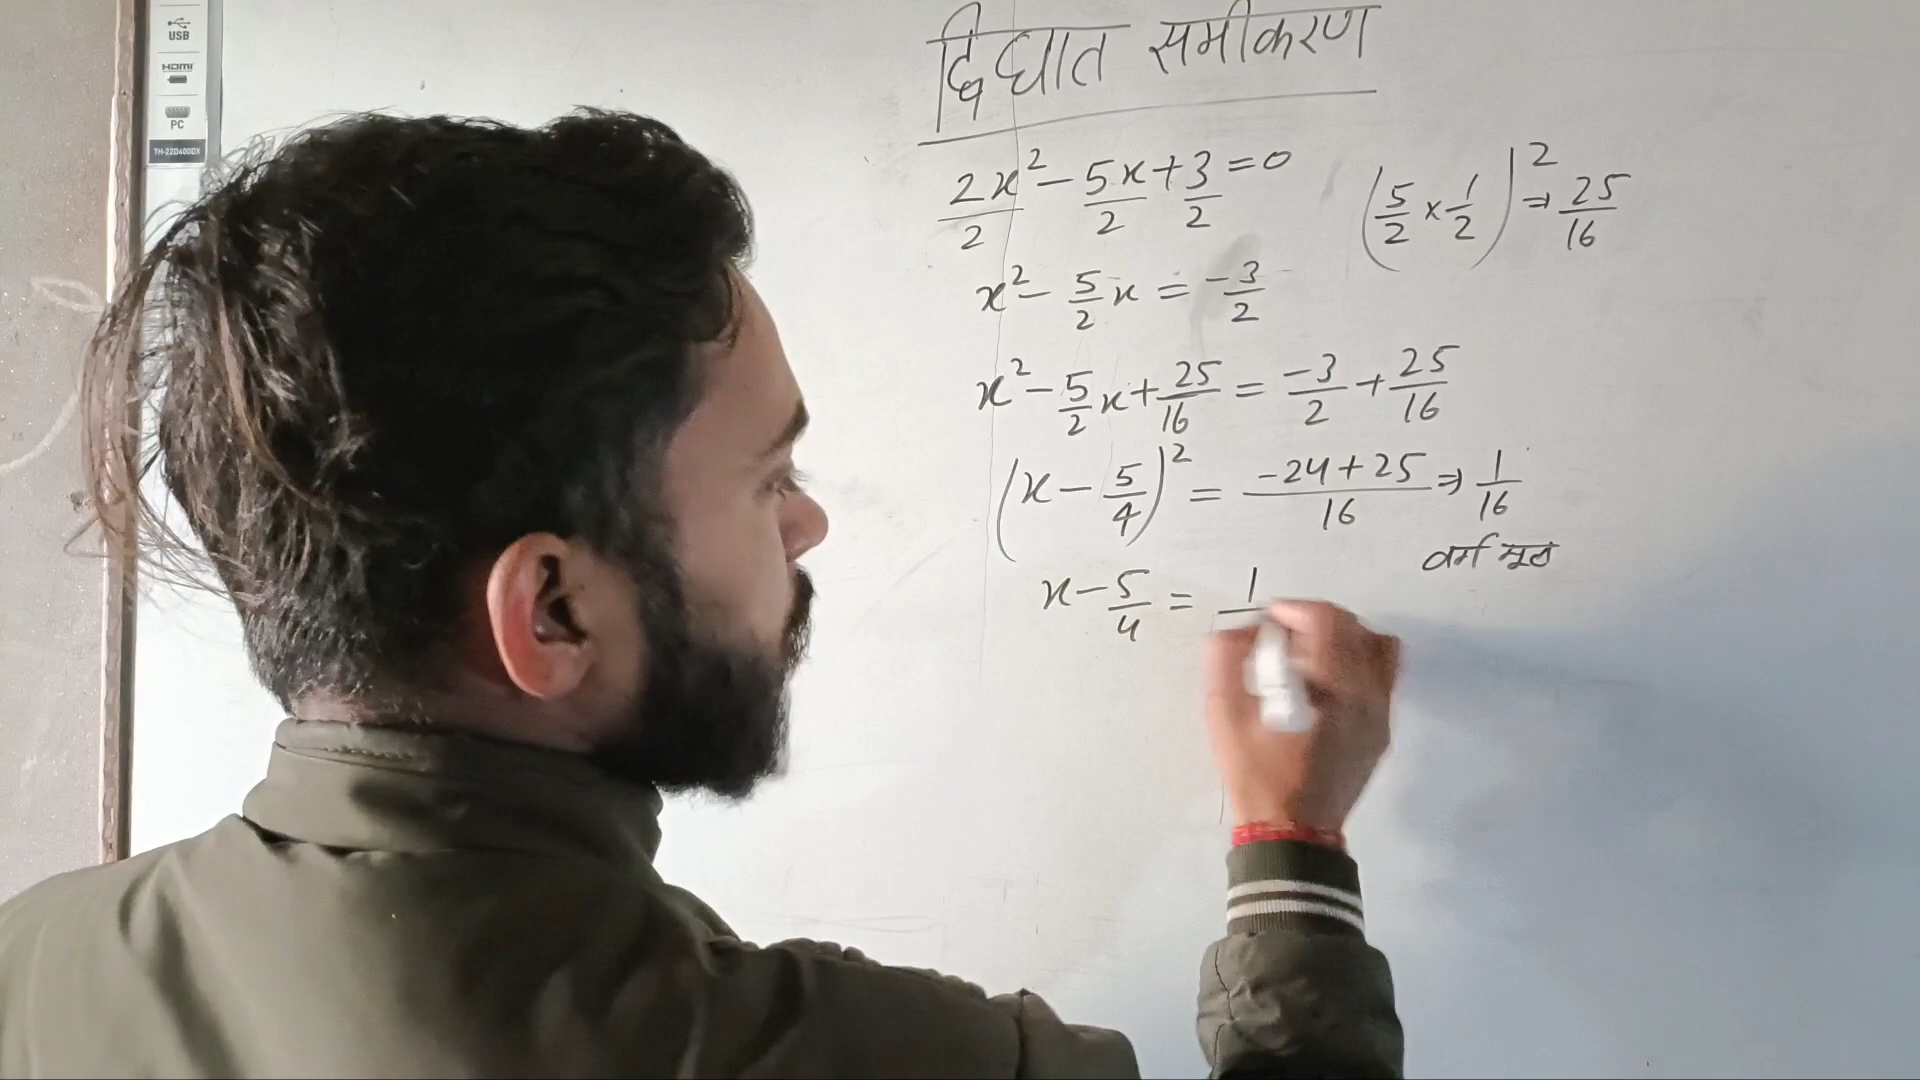 USB
HDMI
PC
TH-22D400DX
द्विघात समीकरण
2x²/2 - 5x/2 + 3/2 = 0
(5/2 × 1/2)² ⇒ 25/16
x² - 5/2 x = -3/2
x² - 5/2 x + 25/16 = -3/2 + 25/16
(x - 5/4)² = -24+25/16 ⇒ 1/16
वर्ग मूल
x - 5/4 = 1